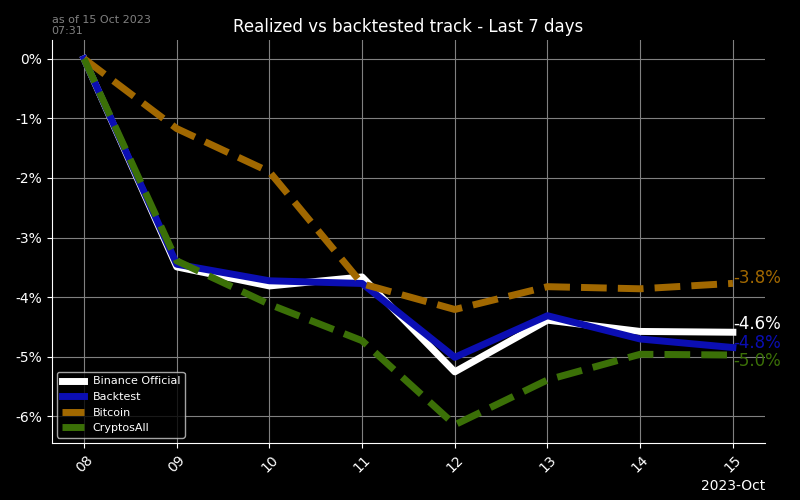 as of 15 Oct 2023
07:31
Realized vs backtested track - Last 7 days
0%
-1%
-2%
-3%
-4%
-5%
-6%
-3.8%
-4.6%
-4.8%
-5.0%
Binance Official
Backtest
Bitcoin
CryptosAll
08
09
10
11
12
13
14
15
2023-Oct